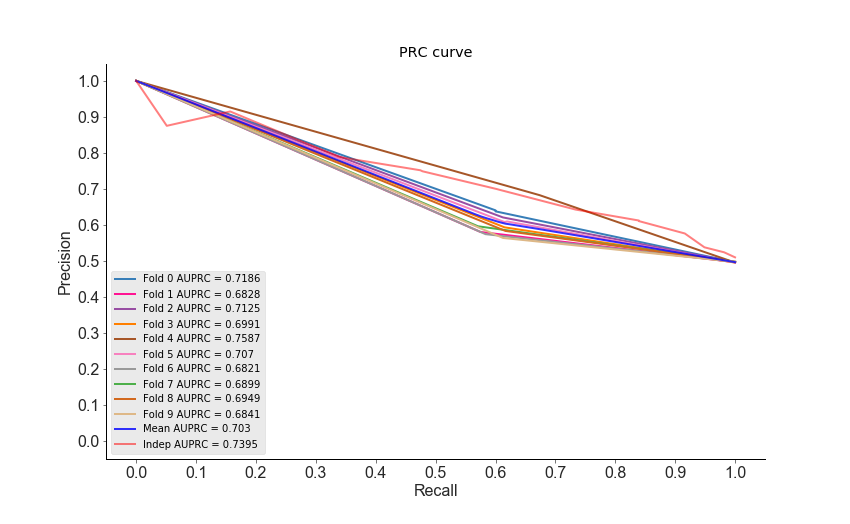 PRC curve
1.0
0.9
0.8
0.7
0.6
0.5
0.4
0.3
0.2
0.1
0.0
Precision
Fold 0 AUPRC = 0.7186
Fold 1 AUPRC = 0.6828
Fold 2 AUPRC = 0.7125
Fold 3 AUPRC = 0.6991
Fold 4 AUPRC = 0.7587
Fold 5 AUPRC = 0.707
Fold 6 AUPRC = 0.6821
Fold 7 AUPRC = 0.6899
Fold 8 AUPRC = 0.6949
Fold 9 AUPRC = 0.6841
Mean AUPRC = 0.703
Indep AUPRC = 0.7395
0.0 0.1 0.2 0.3 0.4 0.5 0.6 0.7 0.8 0.9 1.0
Recall